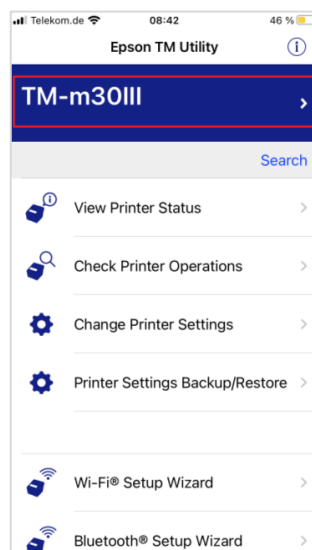 Telekom.de 08:42 46 %
Epson TM Utility
TM-m30III
Search
View Printer Status
Check Printer Operations
Change Printer Settings
Printer Settings Backup/Restore
Wi-Fi® Setup Wizard
Bluetooth® Setup Wizard